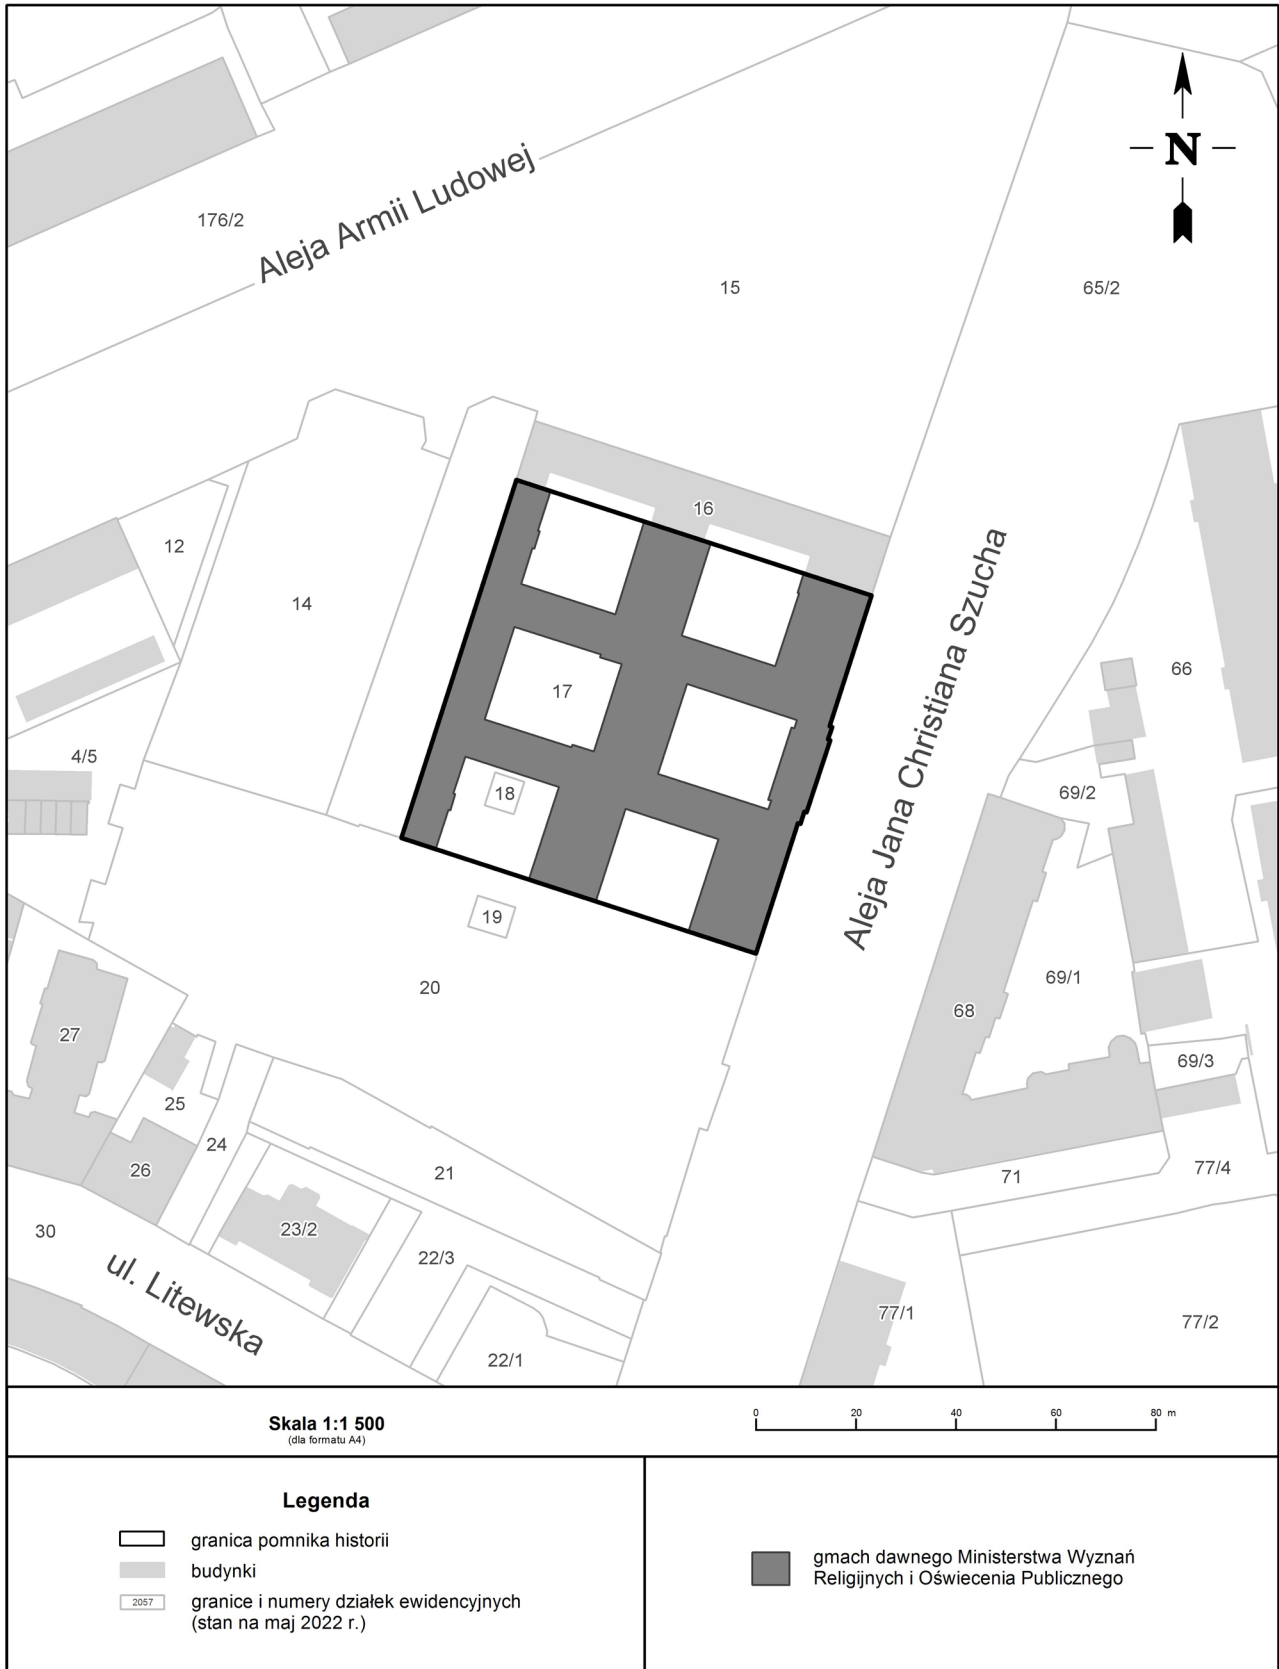 N
Aleja Armii Ludowej
176/2
15
65/2
16
12
14
17
66
4/5
18
69/2
Aleja Jana Christiana Szucha
19
20
69/1
68
27
69/3
25
24
26
21
71
77/4
30
23/2
22/3
ul. Litewska
77/1
77/2
22/1
Skala 1:1 500
(dla formatu A4)
0 20 40 60 80 m
Legenda
granica pomnika historii
budynki
2057
granice i numery działek ewidencyjnych
(stan na maj 2022 r.)
gmach dawnego Ministerstwa Wyznań
Religijnych i Oświecenia Publicznego